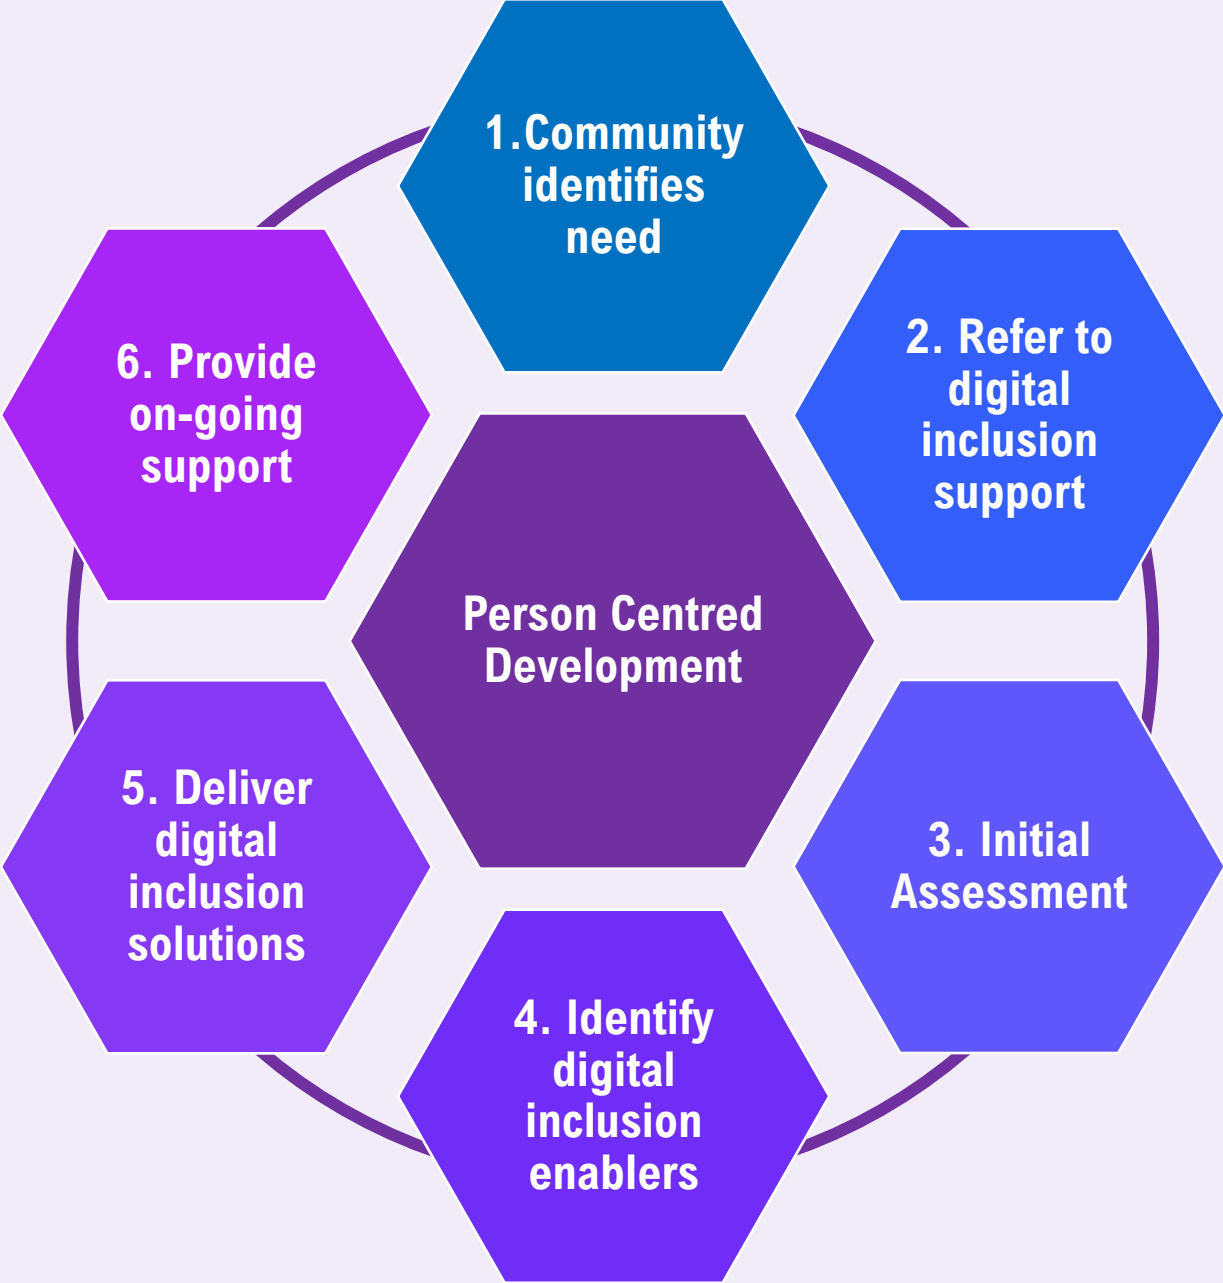 1.Community
identifies
need
2. Refer to
digital
inclusion
support
3. Initial
Assessment
4. Identify
digital
inclusion
enablers
5. Deliver
digital
inclusion
solutions
6. Provide
on-going
support
Person Centred
Development